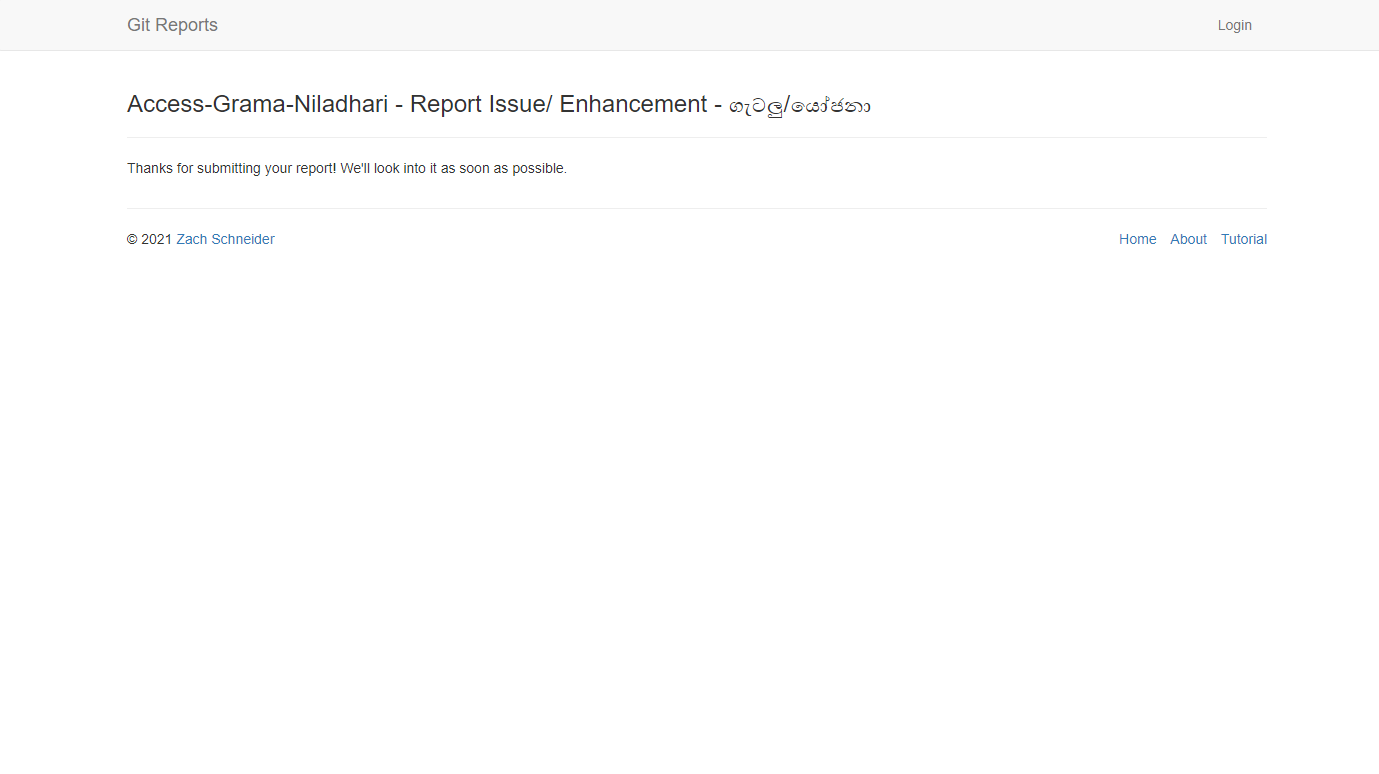 Git Reports
Login
Access-Grama-Niladhari - Report Issue/ Enhancement - ගැටලු/යෝජනා
Thanks for submitting your report! We'll look into it as soon as possible.
© 2021 Zach Schneider
Home About Tutorial